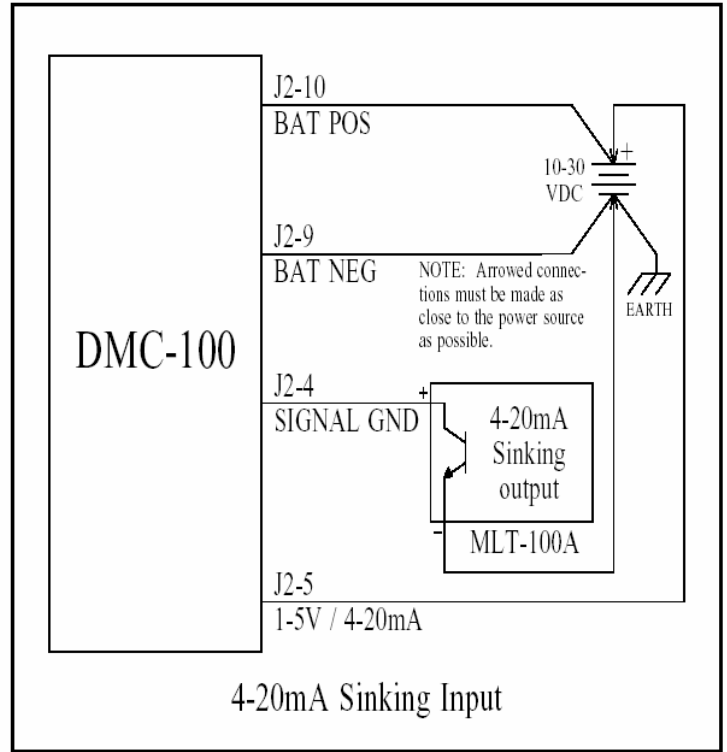 J2-10
BAT POS
+
10-30
VDC
J2-9
BAT NEG
NOTE: Arrowed connec-
tions must be made as
close to the power source
as possible.
EARTH
DMC-100
J2-4
SIGNAL GND
+
4-20mA
Sinking
output
-
MLT-100A
J2-5
1-5V / 4-20mA
4-20mA Sinking Input